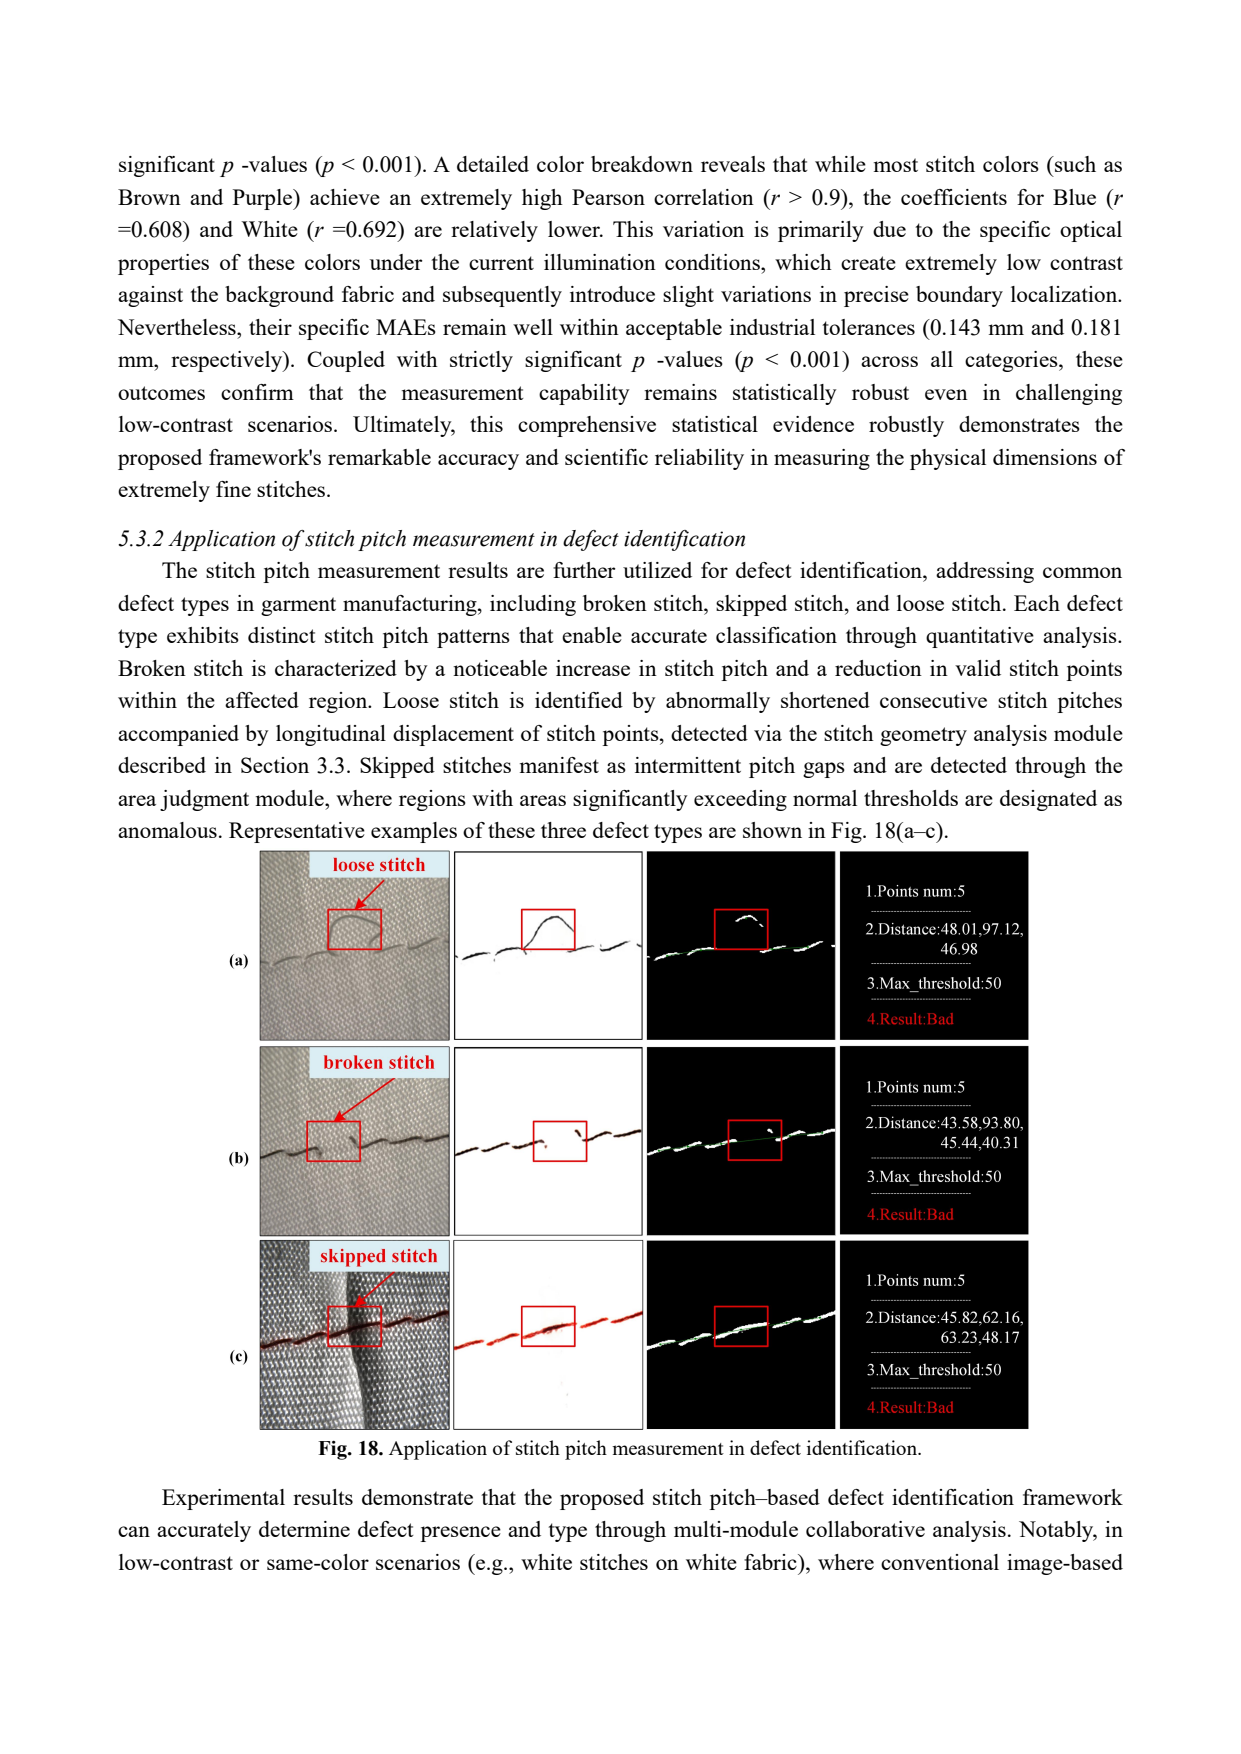 significant p -values (p < 0.001). A detailed color breakdown reveals that while most stitch colors (such as
Brown and Purple) achieve an extremely high Pearson correlation (r > 0.9), the coefficients for Blue (r
=0.608) and White (r =0.692) are relatively lower. This variation is primarily due to the specific optical
properties of these colors under the current illumination conditions, which create extremely low contrast
against the background fabric and subsequently introduce slight variations in precise boundary localization.
Nevertheless, their specific MAEs remain well within acceptable industrial tolerances (0.143 mm and 0.181
mm, respectively). Coupled with strictly significant p -values (p < 0.001) across all categories, these
outcomes confirm that the measurement capability remains statistically robust even in challenging
low-contrast scenarios. Ultimately, this comprehensive statistical evidence robustly demonstrates the
proposed framework's remarkable accuracy and scientific reliability in measuring the physical dimensions of
extremely fine stitches.
5.3.2 Application of stitch pitch measurement in defect identification
The stitch pitch measurement results are further utilized for defect identification, addressing common
defect types in garment manufacturing, including broken stitch, skipped stitch, and loose stitch. Each defect
type exhibits distinct stitch pitch patterns that enable accurate classification through quantitative analysis.
Broken stitch is characterized by a noticeable increase in stitch pitch and a reduction in valid stitch points
within the affected region. Loose stitch is identified by abnormally shortened consecutive stitch pitches
accompanied by longitudinal displacement of stitch points, detected via the stitch geometry analysis module
described in Section 3.3. Skipped stitches manifest as intermittent pitch gaps and are detected through the
area judgment module, where regions with areas significantly exceeding normal thresholds are designated as
anomalous. Representative examples of these three defect types are shown in Fig. 18(a–c).
loose stitch
(a)
1.Points num:5
2.Distance:48.01,97.12,
46.98
3.Max_threshold:50
4.Result:Bad
broken stitch
(b)
1.Points num:5
2.Distance:43.58,93.80,
45.44,40.31
3.Max_threshold:50
4.Result:Bad
skipped stitch
(c)
1.Points num:5
2.Distance:45.82,62.16,
63.23,48.17
3.Max_threshold:50
4.Result:Bad
Fig. 18. Application of stitch pitch measurement in defect identification.
Experimental results demonstrate that the proposed stitch pitch–based defect identification framework
can accurately determine defect presence and type through multi-module collaborative analysis. Notably, in
low-contrast or same-color scenarios (e.g., white stitches on white fabric), where conventional image-based